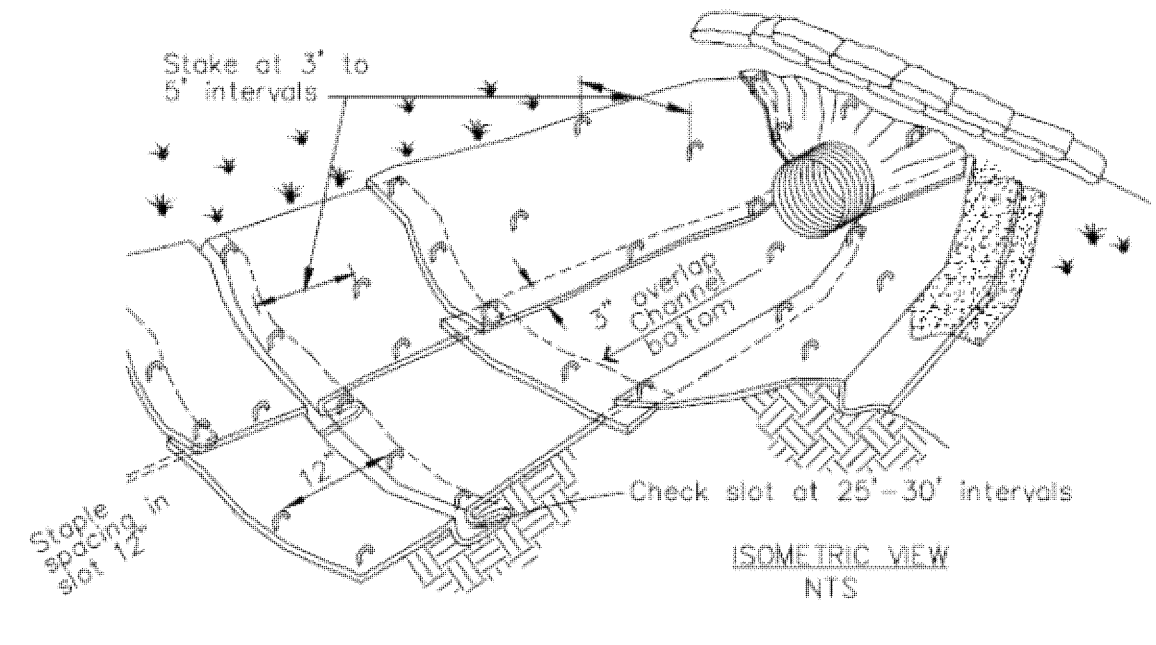 Stake at 3' to
5' intervals
3" overlap
Channel
bottom
12"
Staple
spacing in
slot 12"
Check slot at 25'-30' intervals
ISOMETRIC VIEW
NTS